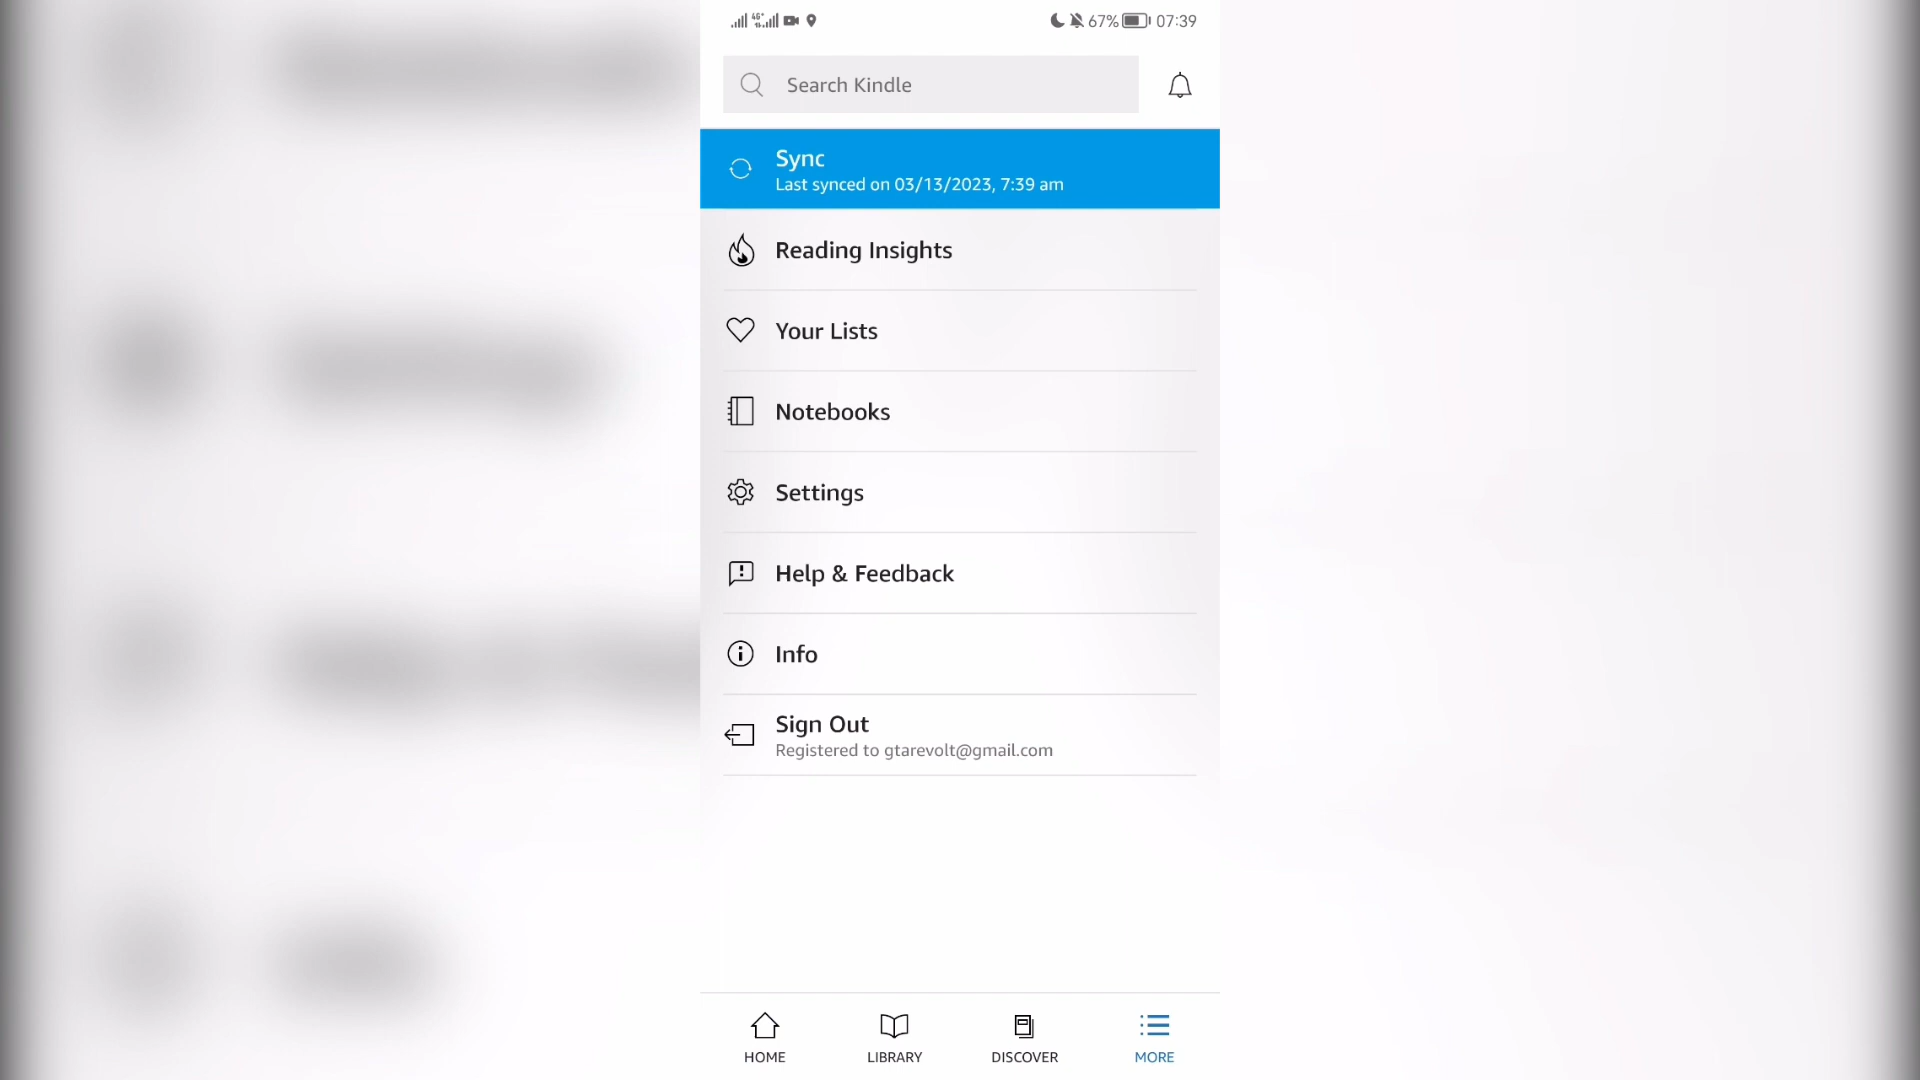 4G+
67% 07:39
Search Kindle
Sync
Last synced on 03/13/2023, 7:39 am
Reading Insights
Your Lists
Notebooks
Settings
Help & Feedback
Info
Sign Out
Registered to gtarevolt@gmail.com
HOME LIBRARY DISCOVER MORE